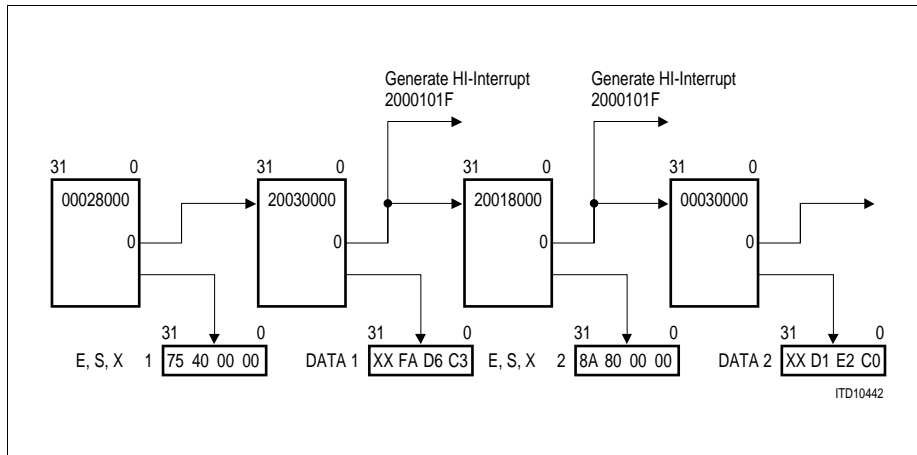 Generate HI-Interrupt
2000101F
Generate HI-Interrupt
2000101F
31 0
31 0
31 0
31 0
00028000
20030000
20018000
00030000
0
0
0
0
31 0
31 0
31 0
31 0
E, S, X 1 75 40 00 00
DATA 1 XX FA D6 C3
E, S, X 2 8A 80 00 00
DATA 2 XX D1 E2 C0
ITD10442